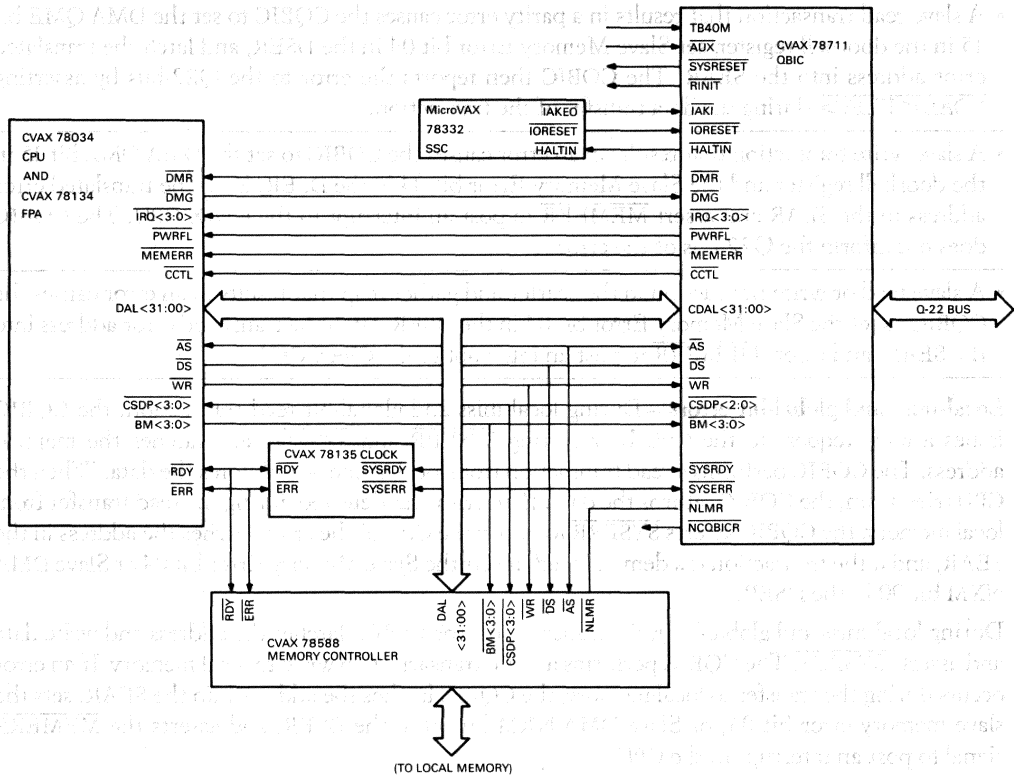 TB40M
AUX
SYSRESET
RINIT
CVAX 78711
QBIC
MicroVAX
78332
SSC
IAKEO
IORESET
HALTIN
IAKI
IORESET
HALTIN
CVAX 78034
CPU
AND
CVAX 78134
FPA
DMR
DMG
IRQ<3:0>
PWRFL
MEMERR
CCTL
DAL<31:00>
AS
DS
WR
CSDP<3:0>
BM<3:0>
RDY
ERR
DMR
DMG
IRQ<3:0>
PWRFL
MEMERR
CCTL
CDAL<31:00>
AS
DS
WR
CSDP<2:0>
BM<3:0>
SYSRDY
SYSERR
NLMR
NCQBICR
Q-22 BUS
CVAX 78135 CLOCK
RDY
SYSRDY
ERR
SYSERR
RDY
ERR
DAL
<31:00>
BM<3:0>
CSDP<3:0>
WR
DS
AS
NLMR
CVAX 78588
MEMORY CONTROLLER
(TO LOCAL MEMORY)